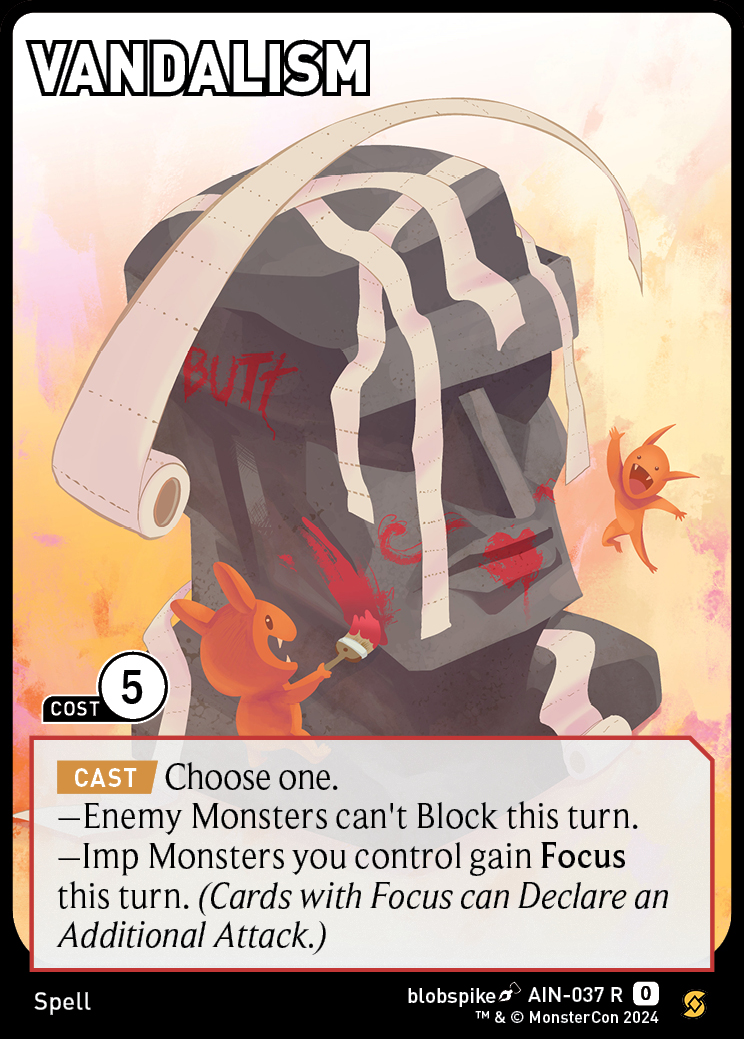 VANDALISM
BUTT
COST 5
CAST Choose one.
—Enemy Monsters can't Block this turn.
—Imp Monsters you control gain Focus
this turn. (Cards with Focus can Declare an
Additional Attack.)
Spell
blobspike AIN-037 R 0
™ & © MonsterCon 2024